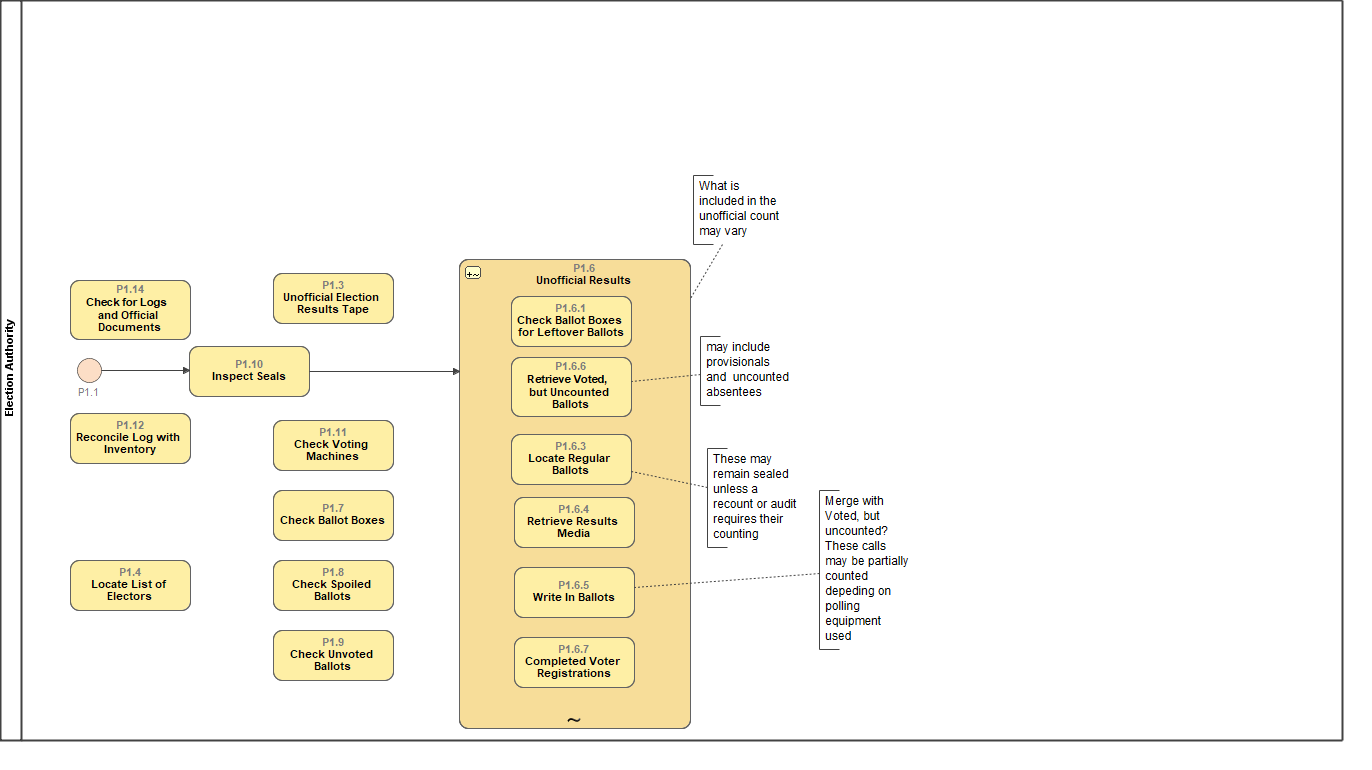 Election Authority
What is
included in the
unofficial count
may vary
P1.14
Check for Logs
and Official
Documents
P1.3
Unofficial Election
Results Tape
P1.6
Unofficial Results
P1.6.1
Check Ballot Boxes
for Leftover Ballots
P1.1
P1.10
Inspect Seals
P1.6.6
Retrieve Voted,
but Uncounted
Ballots
may include
provisionals
and uncounted
absentees
P1.12
Reconcile Log with
Inventory
P1.11
Check Voting
Machines
P1.6.3
Locate Regular
Ballots
These may
remain sealed
unless a
recount or audit
requires their
counting
P1.7
Check Ballot Boxes
P1.6.4
Retrieve Results
Media
Merge with
Voted, but
uncounted?
These calls
may be partially
counted
depeding on
polling
equipment
used
P1.4
Locate List of
Electors
P1.8
Check Spoiled
Ballots
P1.6.5
Write In Ballots
P1.9
Check Unvoted
Ballots
P1.6.7
Completed Voter
Registrations